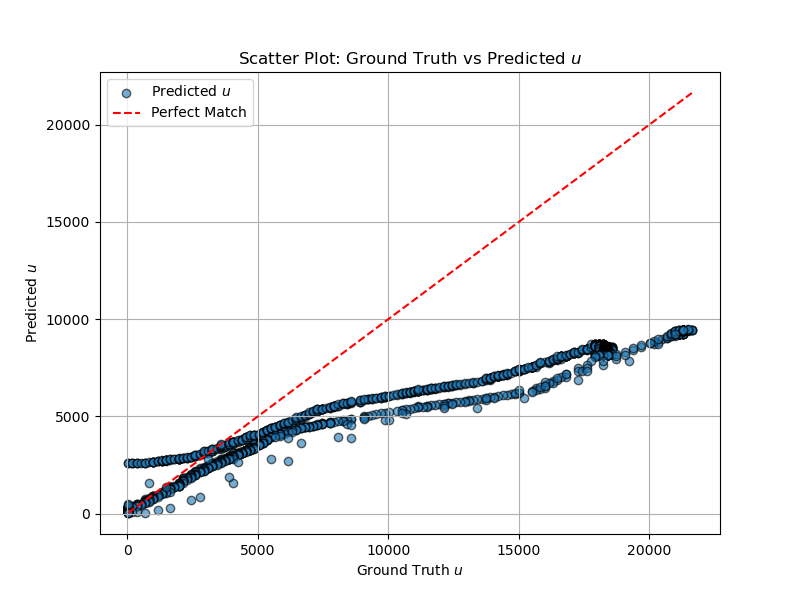 Scatter Plot: Ground Truth vs Predicted u
Predicted u
Perfect Match
20000
15000
10000
5000
0
Predicted u
0 5000 10000 15000 20000
Ground Truth u